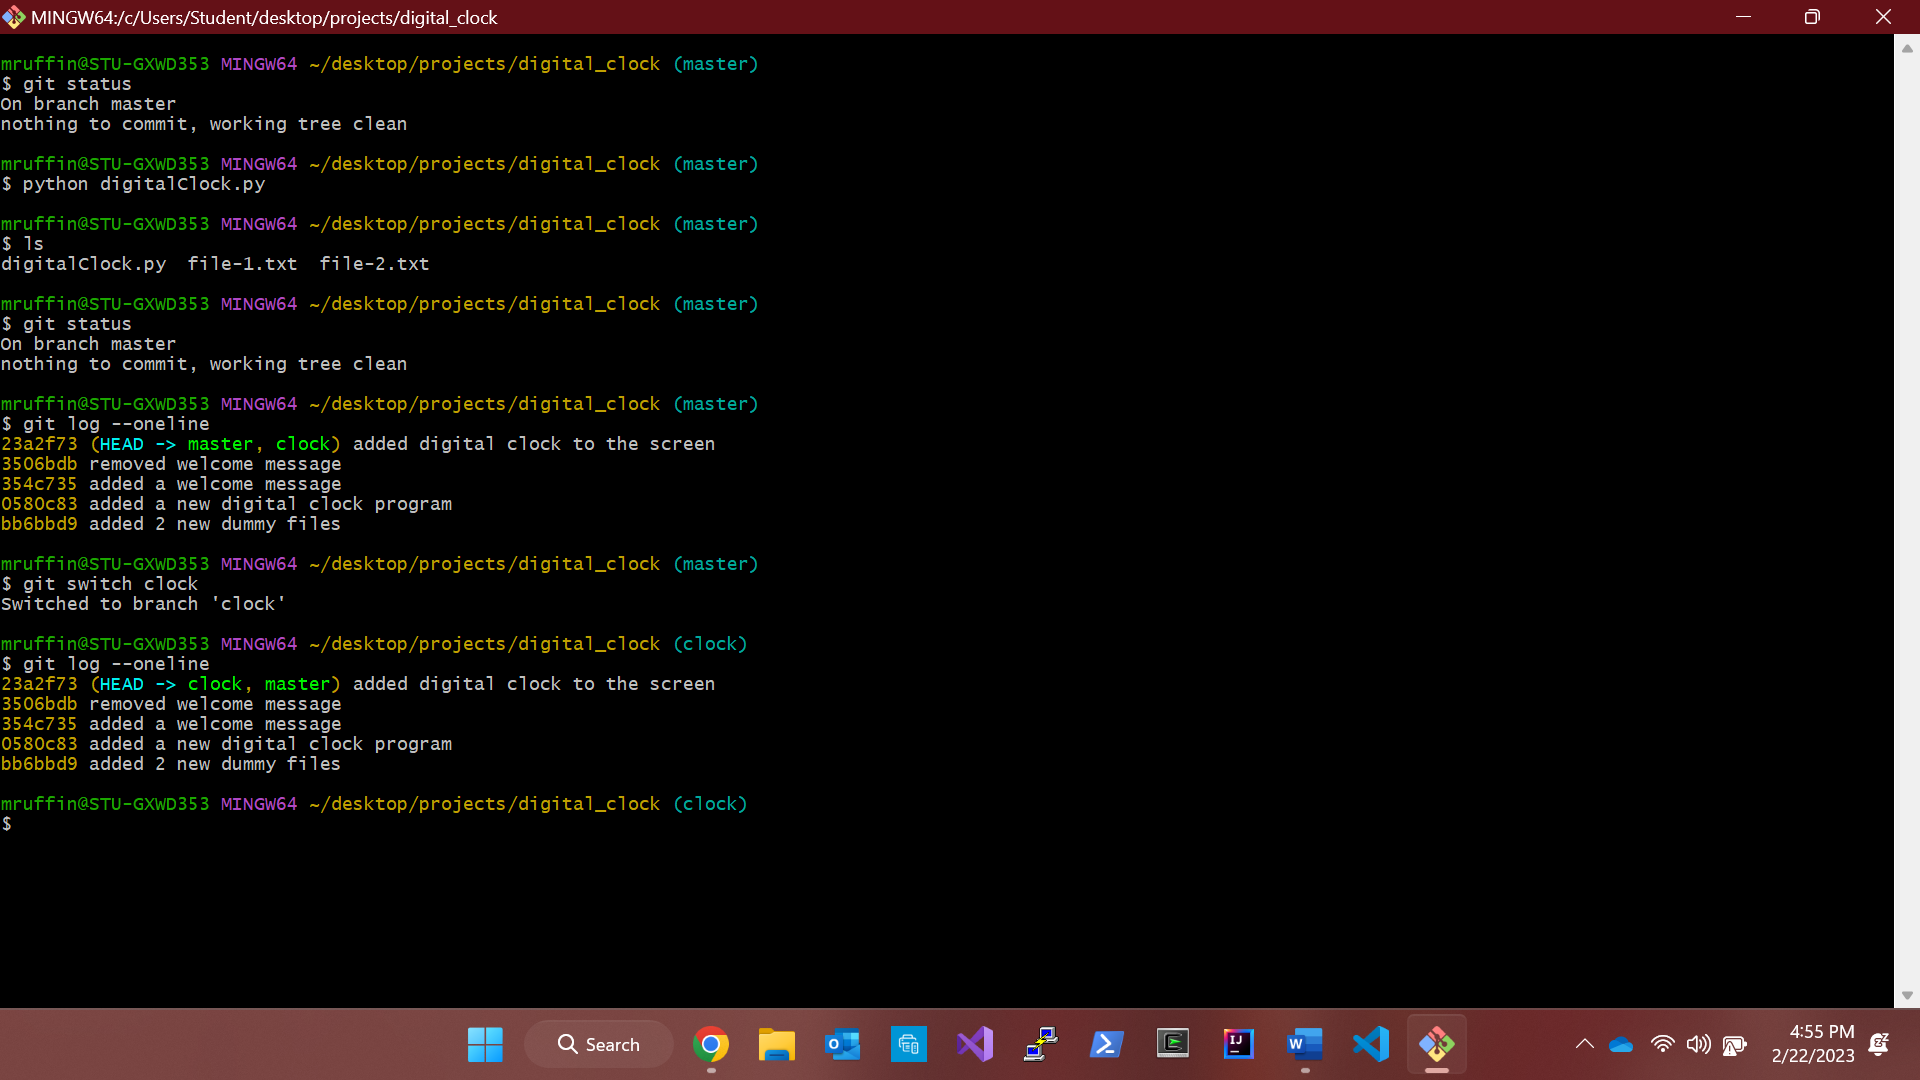 MINGW64:/c/Users/Student/desktop/projects/digital_clock
mruffin@STU-GXWD353 MINGW64 ~/desktop/projects/digital_clock (master)
$ git status
On branch master
nothing to commit, working tree clean
mruffin@STU-GXWD353 MINGW64 ~/desktop/projects/digital_clock (master)
$ python digitalClock.py
mruffin@STU-GXWD353 MINGW64 ~/desktop/projects/digital_clock (master)
$ ls
digitalClock.py  file-1.txt  file-2.txt
mruffin@STU-GXWD353 MINGW64 ~/desktop/projects/digital_clock (master)
$ git status
On branch master
nothing to commit, working tree clean
mruffin@STU-GXWD353 MINGW64 ~/desktop/projects/digital_clock (master)
$ git log --oneline
23a2f73 (HEAD -> master, clock) added digital clock to the screen
3506bdb removed welcome message
354c735 added a welcome message
0580c83 added a new digital clock program
bb6bbd9 added 2 new dummy files
mruffin@STU-GXWD353 MINGW64 ~/desktop/projects/digital_clock (master)
$ git switch clock
Switched to branch 'clock'
mruffin@STU-GXWD353 MINGW64 ~/desktop/projects/digital_clock (clock)
$ git log --oneline
23a2f73 (HEAD -> clock, master) added digital clock to the screen
3506bdb removed welcome message
354c735 added a welcome message
0580c83 added a new digital clock program
bb6bbd9 added 2 new dummy files
mruffin@STU-GXWD353 MINGW64 ~/desktop/projects/digital_clock (clock)
$
Search
4:55 PM
2/22/2023